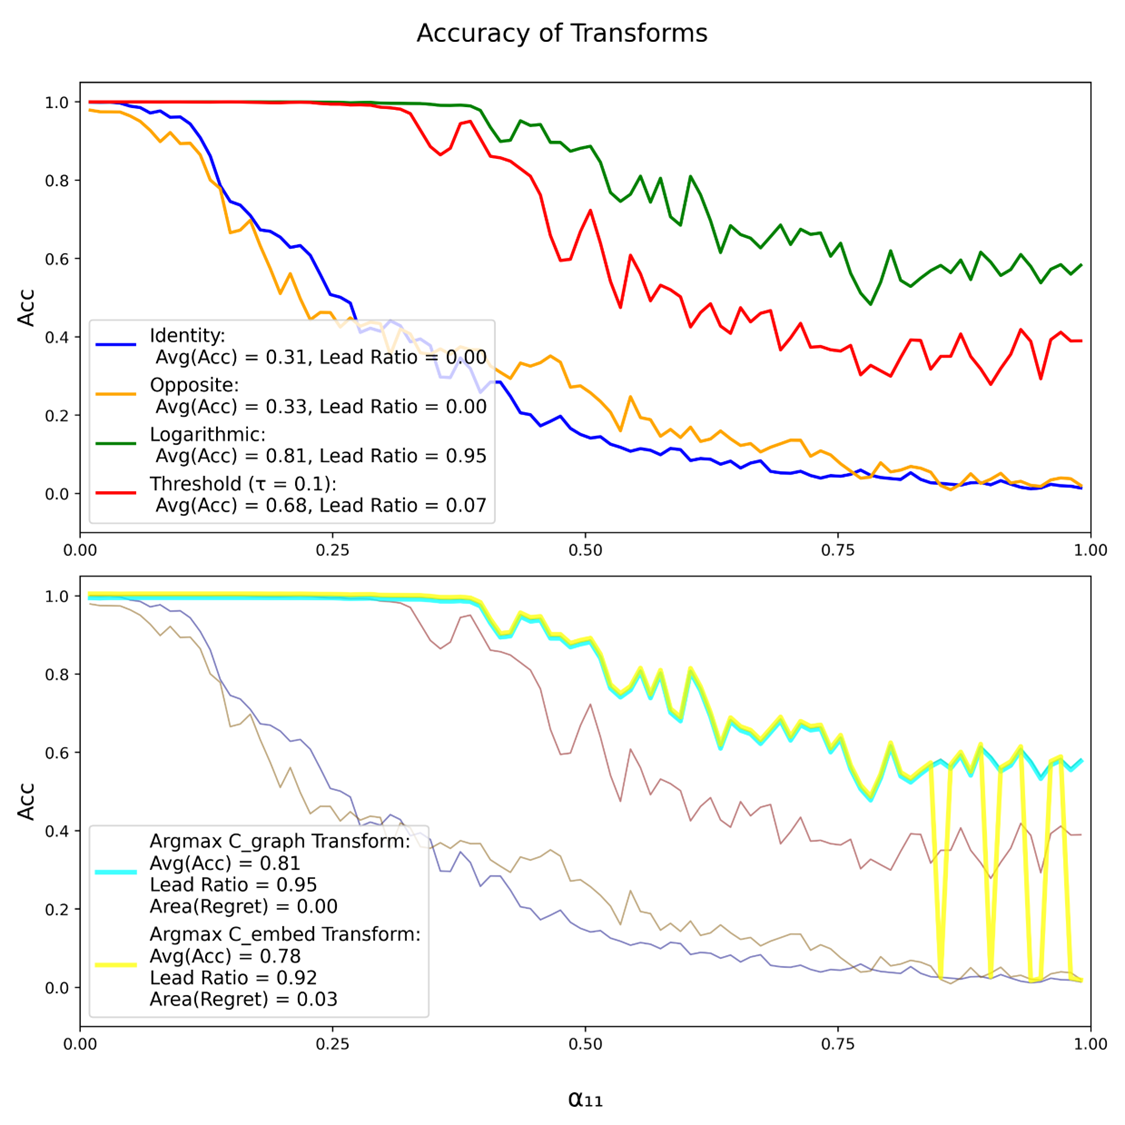 Accuracy of Transforms
Acc
1.0
0.8
0.6
0.4
0.2
0.0
Identity:
Avg(Acc) = 0.31, Lead Ratio = 0.00
Opposite:
Avg(Acc) = 0.33, Lead Ratio = 0.00
Logarithmic:
Avg(Acc) = 0.81, Lead Ratio = 0.95
Threshold (τ = 0.1):
Avg(Acc) = 0.68, Lead Ratio = 0.07
0.00 0.25 0.50 0.75 1.00
Acc
1.0
0.8
0.6
0.4
0.2
0.0
Argmax C_graph Transform:
Avg(Acc) = 0.81
Lead Ratio = 0.95
Area(Regret) = 0.00
Argmax C_embed Transform:
Avg(Acc) = 0.78
Lead Ratio = 0.92
Area(Regret) = 0.03
0.00 0.25 0.50 0.75 1.00
α₁₁